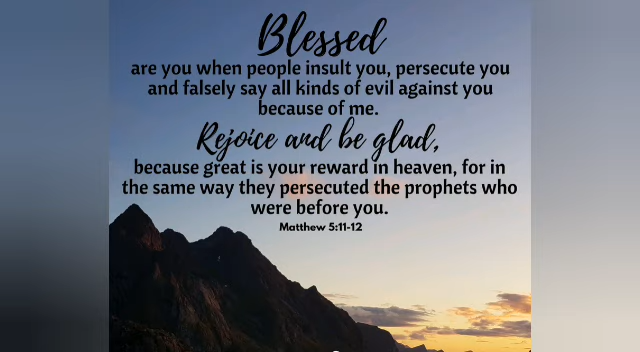 Blessed
are you when people insult you, persecute you
and falsely say all kinds of evil against you
because of me.
Rejoice and be glad,
because great is your reward in heaven, for in
the same way they persecuted the prophets who
were before you.
Matthew 5:11-12